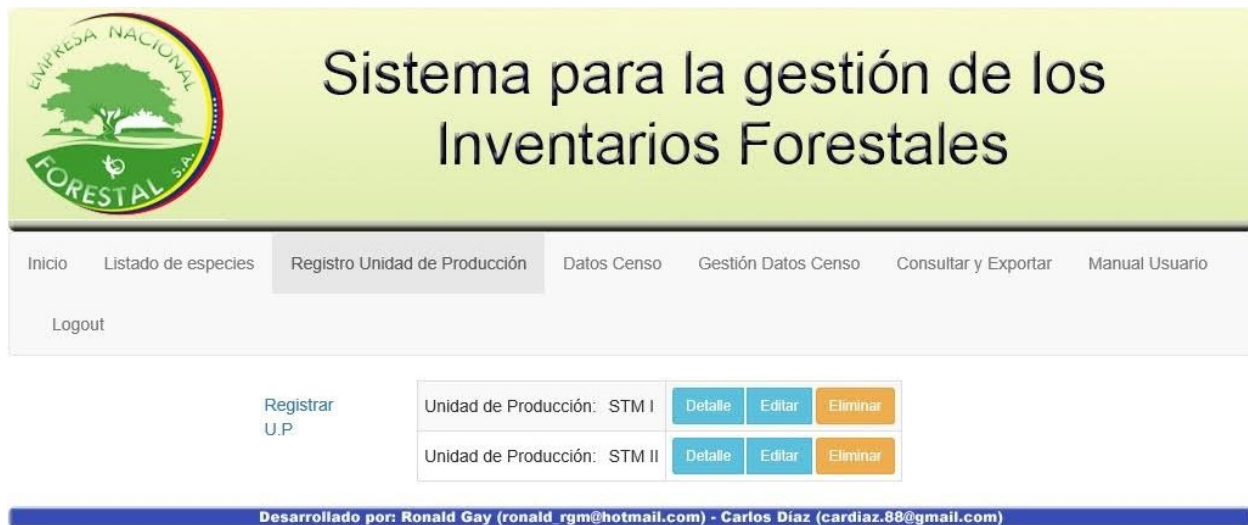 EMPRESA NACIONAL
FORESTAL S.A.
Sistema para la gestión de los
Inventarios Forestales
Inicio Listado de especies Registro Unidad de Producción Datos Censo Gestión Datos Censo Consultar y Exportar Manual Usuario
Logout
Registrar
U.P
Unidad de Producción: STM I Detalle Editar Eliminar
Unidad de Producción: STM II Detalle Editar Eliminar
Desarrollado por: Ronald Gay (ronald_rgm@hotmail.com) - Carlos Díaz (cardiaz.88@gmail.com)